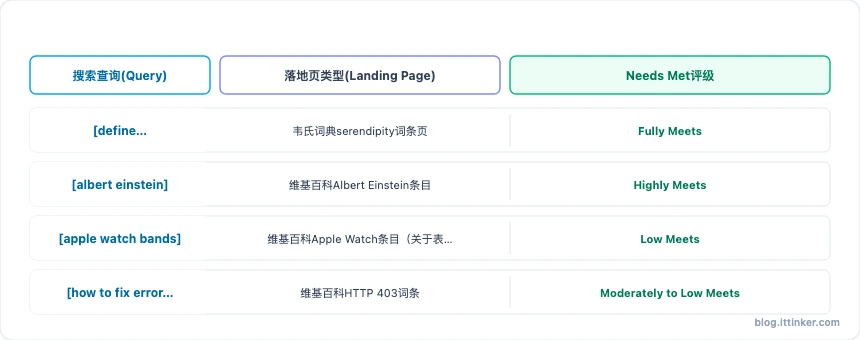 搜索查询(Query) 落地页类型(Landing Page) Needs Met评级
[define... 韦氏词典serendipity词条页 Fully Meets
[albert einstein] 维基百科Albert Einstein条目 Highly Meets
[apple watch bands] 维基百科Apple Watch条目（关于表... Low Meets
[how to fix error... 维基百科HTTP 403词条 Moderately to Low Meets
blog.ittinker.com